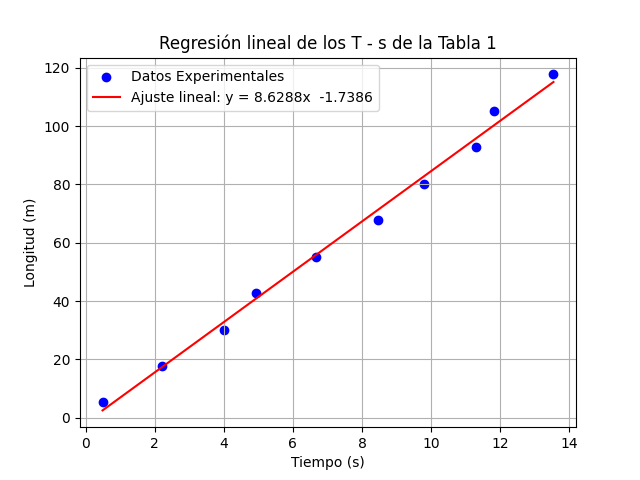 Regresión lineal de los T - s de la Tabla 1
Datos Experimentales
Ajuste lineal: y = 8.6288x  -1.7386
120
100
80
60
40
20
0
Longitud (m)
0 2 4 6 8 10 12 14
Tiempo (s)